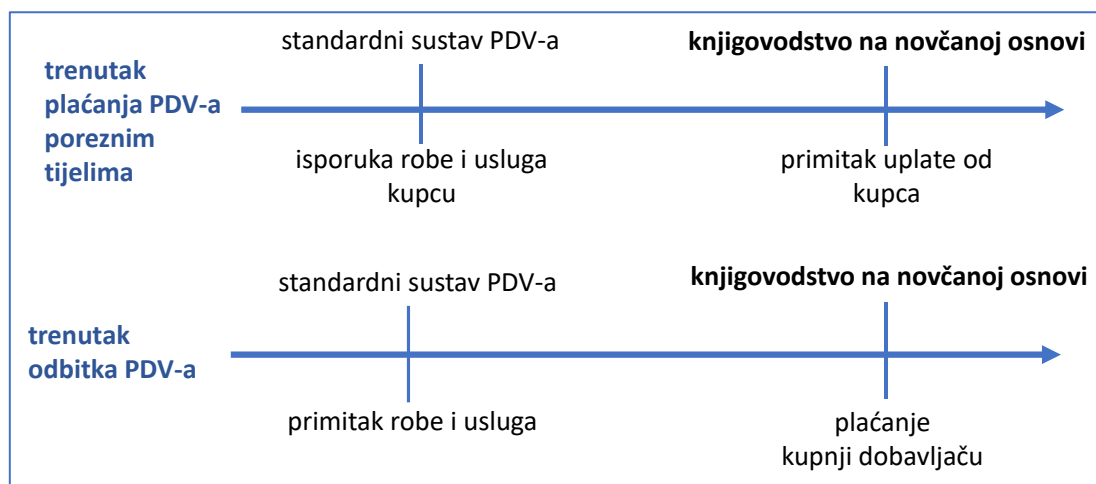 standardni sustav PDV-a
knjigovodstvo na novčanoj osnovi
trenutak
plaćanja PDV-a
poreznim
tijelima
isporuka robe i usluga
kupcu
primitak uplate od
kupca
standardni sustav PDV-a
knjigovodstvo na novčanoj osnovi
trenutak
odbitka PDV-a
primitak robe i usluga
plaćanje
kupnji dobavljaču